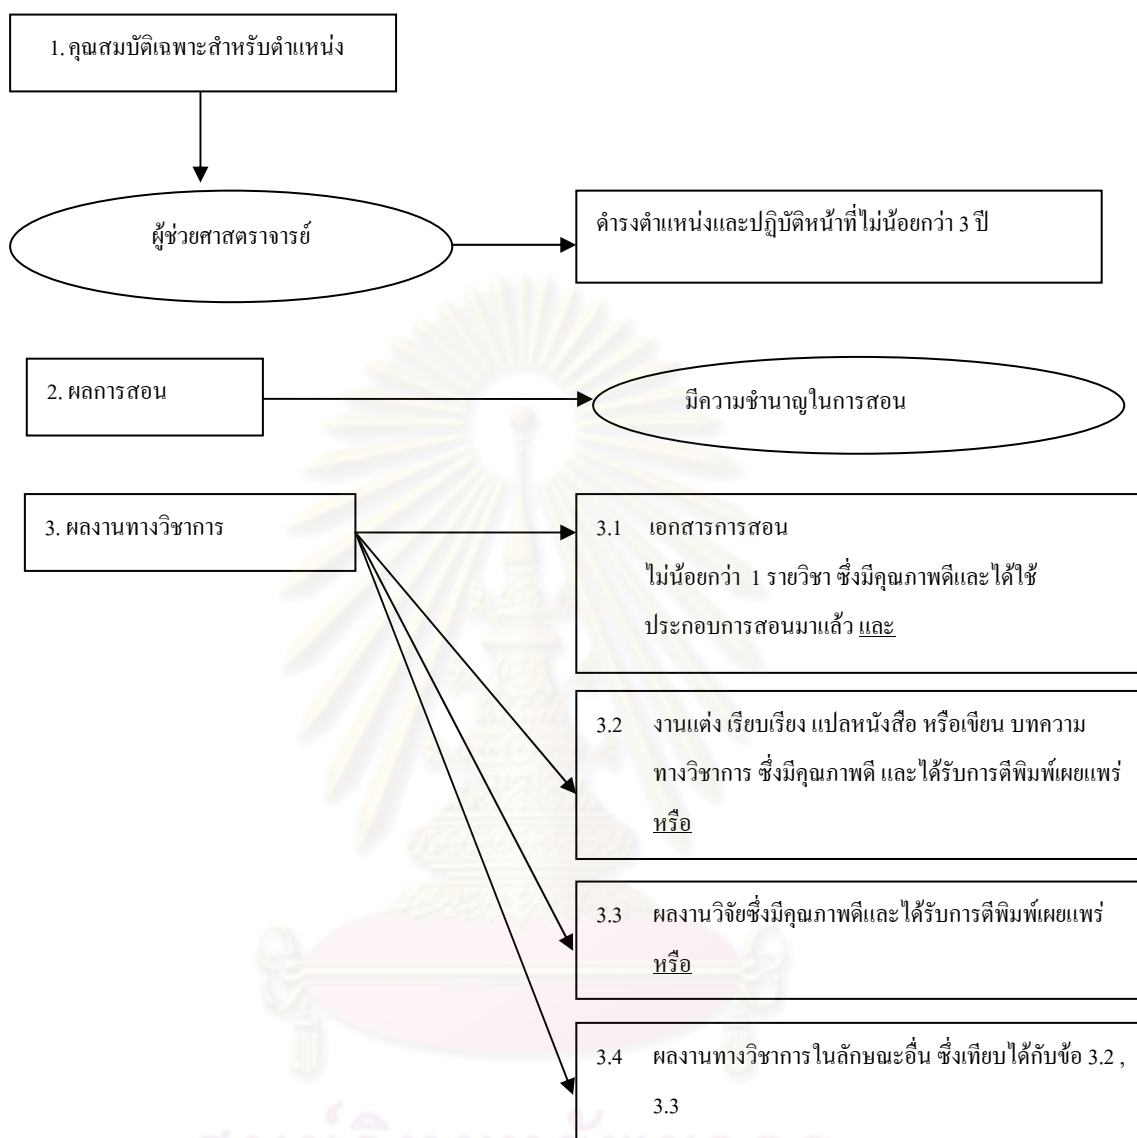 1. คุณสมบัติเฉพาะสำหรับตำแหน่ง
ผู้ช่วยศาสตราจารย์
ดำรงตำแหน่งและปฏิบัติหน้าที่ไม่น้อยกว่า 3 ปี
2. ผลการสอน
มีความชำนาญในการสอน
3. ผลงานทางวิชาการ
3.1 เอกสารการสอน
ไม่น้อยกว่า 1 รายวิชา ซึ่งมีคุณภาพดีและได้ใช้
ประกอบการสอนมาแล้ว และ
3.2 งานแต่ง เรียบเรียง แปลหนังสือ หรือเขียน บทความ
ทางวิชาการ ซึ่งมีคุณภาพดี และได้รับการตีพิมพ์เผยแพร่
หรือ
3.3 ผลงานวิจัยซึ่งมีคุณภาพดีและได้รับการตีพิมพ์เผยแพร่
หรือ
3.4 ผลงานทางวิชาการในลักษณะอื่น ซึ่งเทียบได้กับข้อ 3.2 ,
3.3